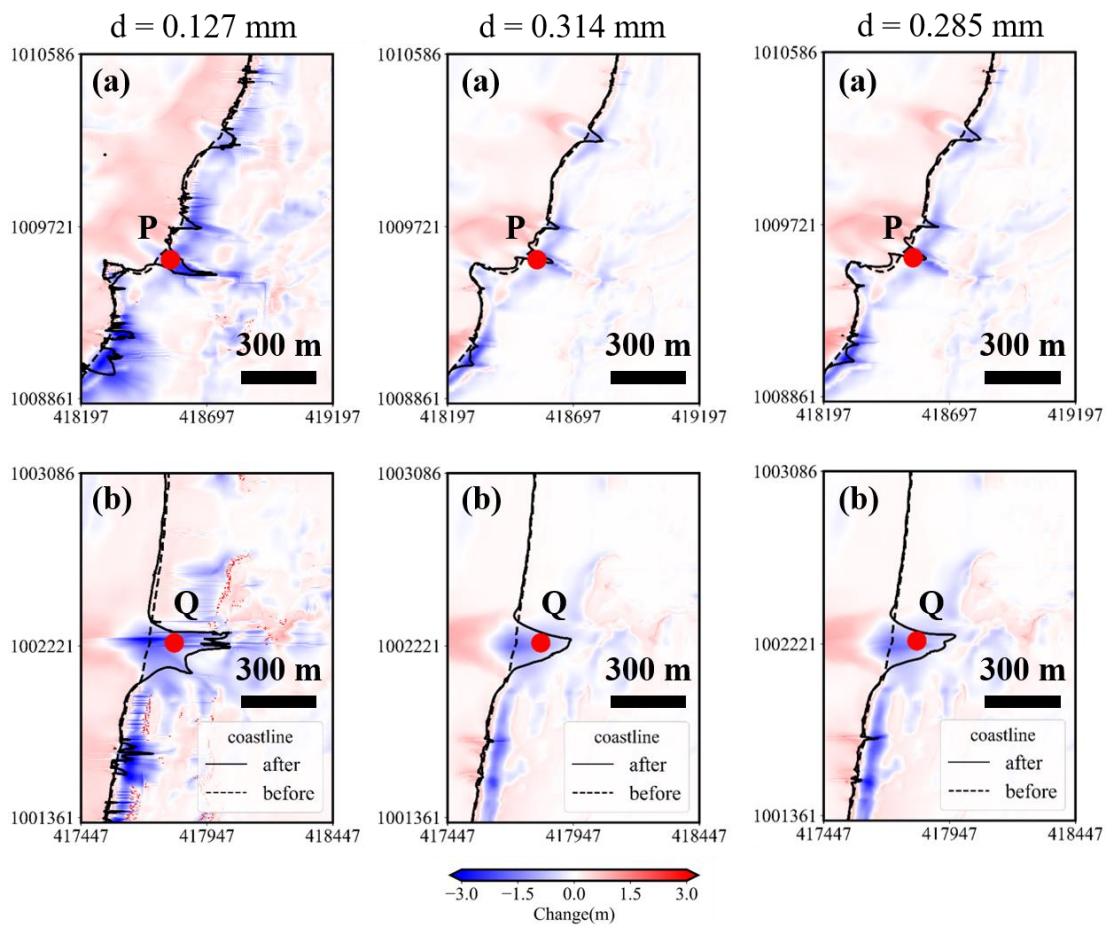 d = 0.127 mm
d = 0.314 mm
d = 0.285 mm
1010586
(a)
P
1009721
300 m
1008861
418197
418697
419197
1010586
(a)
P
1009721
300 m
1008861
418197
418697
419197
1010586
(a)
P
1009721
300 m
1008861
418197
418697
419197
1003086
(b)
Q
1002221
300 m
coastline
after
before
1001361
417447
417947
418447
1003086
(b)
Q
1002221
300 m
coastline
after
before
1001361
417447
417947
418447
1003086
(b)
Q
1002221
300 m
coastline
after
before
1001361
417447
417947
418447
−3.0
−1.5
0.0
1.5
3.0
Change(m)